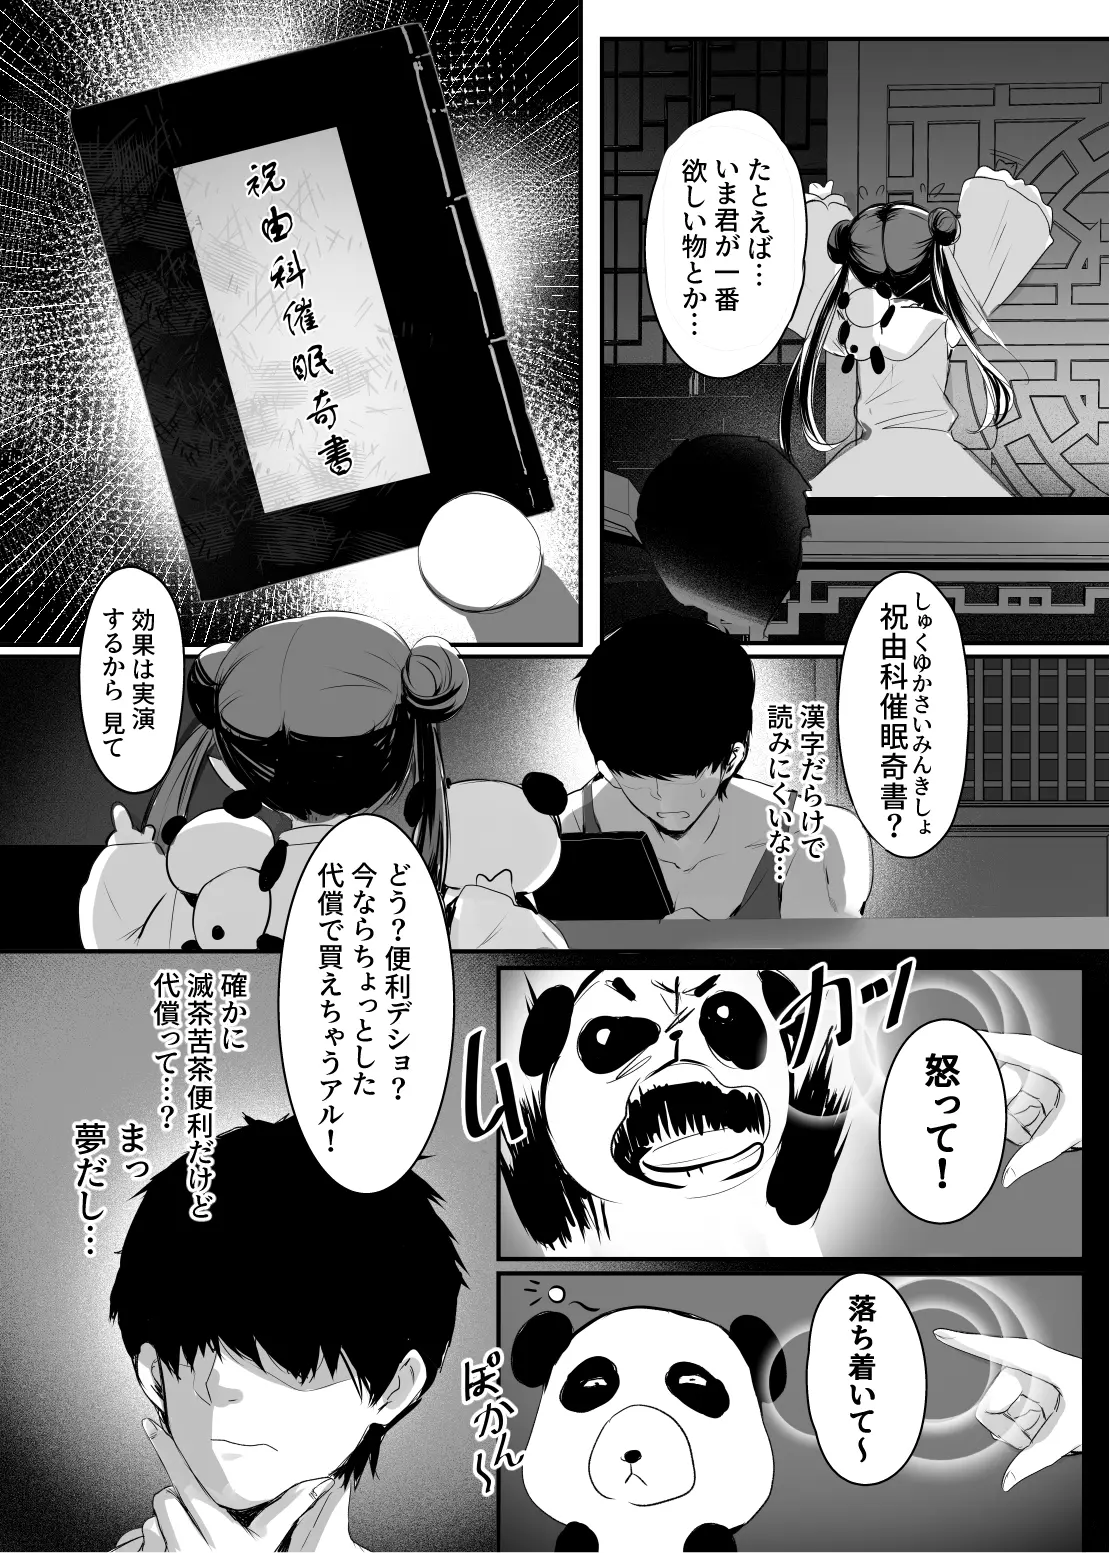 たとえば…
いま君が一番
欲しい物とか…
祝由科催眠奇書
しゅくゆかさいみんきしょ
祝由科催眠奇書？
漢字だらけで
読みにくいな…
効果は実演
するから 見て
怒って！
ムカッ
落ち着いて～
ぽかん～
どう？便利デショ？
今ならちょっとした
代償で買えちゃうアル！
確かに
滅茶苦茶便利だけど
代償って…？
まっ
夢だし…